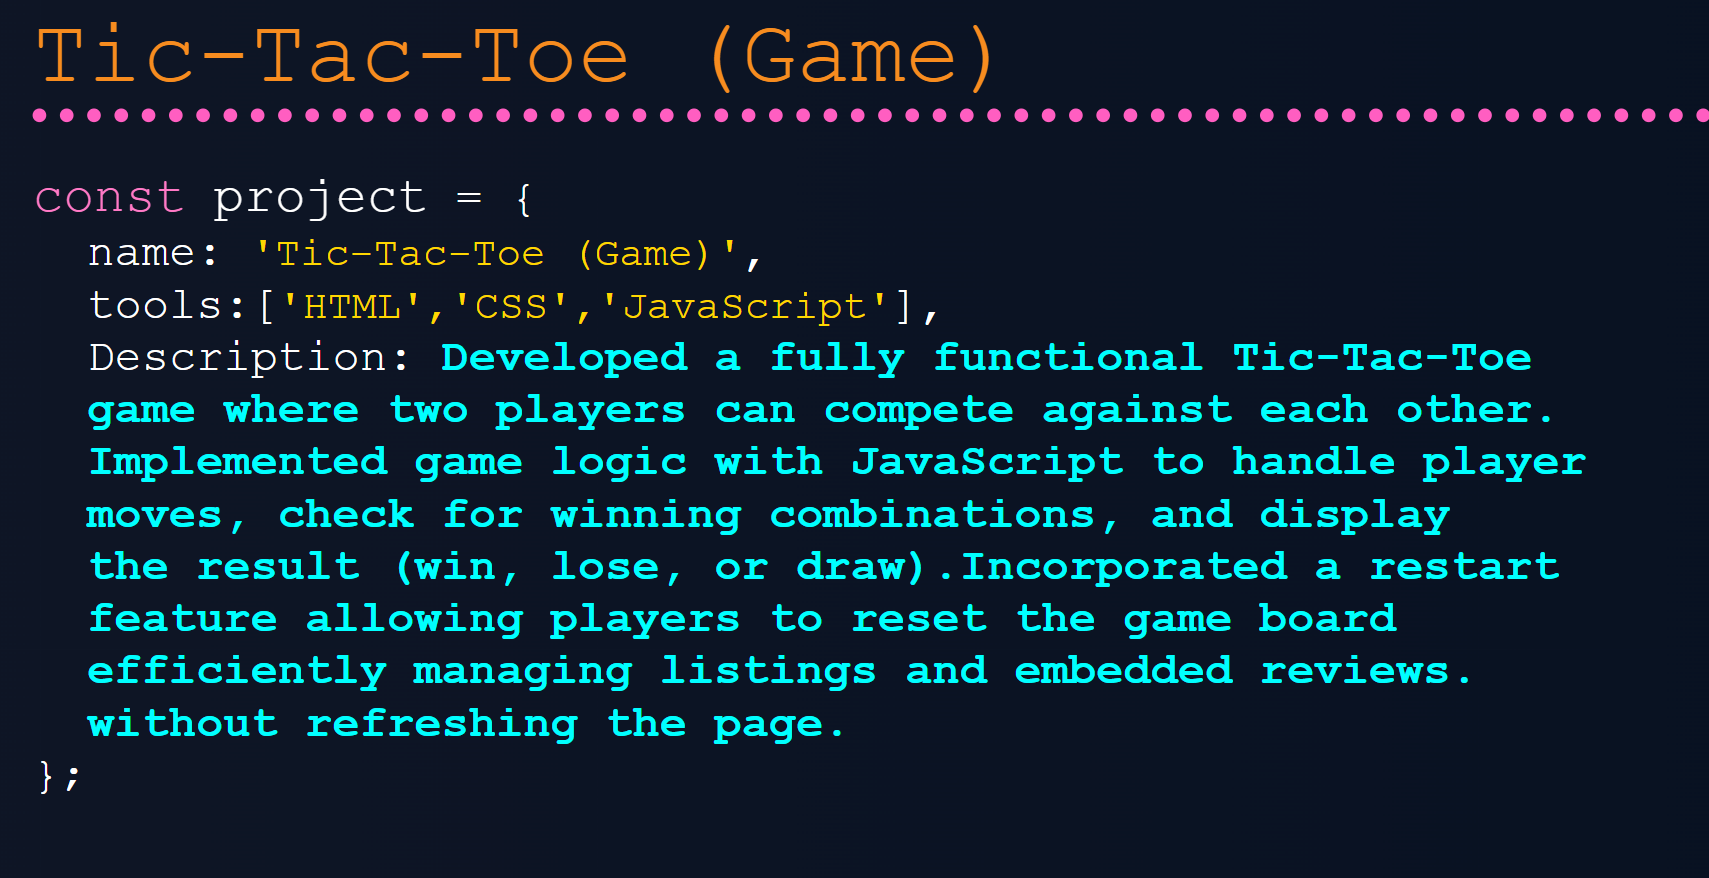 Tic-Tac-Toe (Game)
const project = {
name: 'Tic-Tac-Toe (Game)',
tools:['HTML','CSS','JavaScript'],
Description: Developed a fully functional Tic-Tac-Toe
game where two players can compete against each other.
Implemented game logic with JavaScript to handle player
moves, check for winning combinations, and display
the result (win, lose, or draw).Incorporated a restart
feature allowing players to reset the game board
efficiently managing listings and embedded reviews.
without refreshing the page.
};